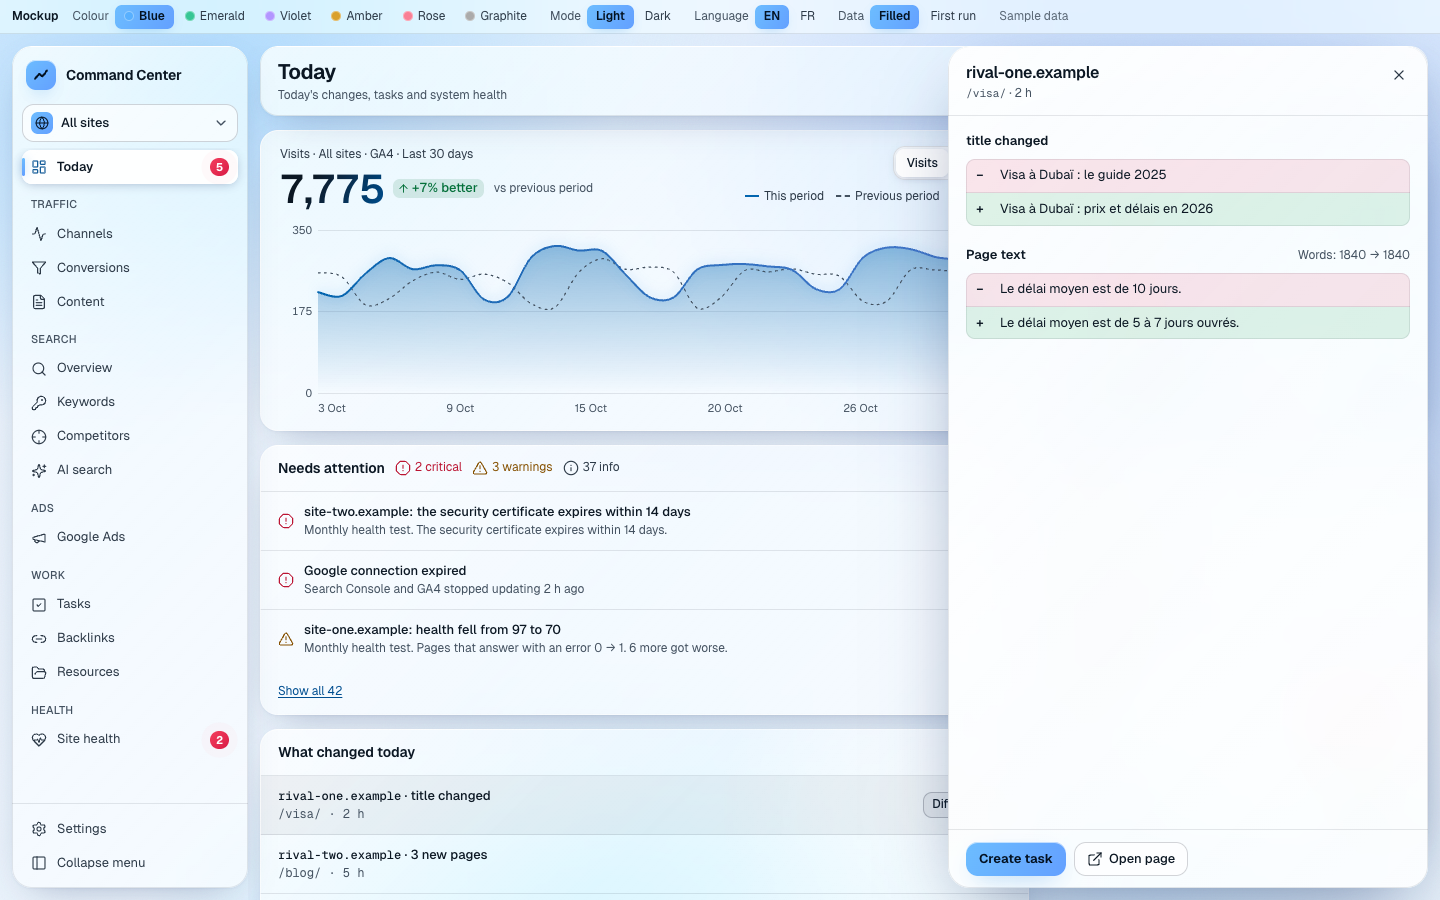 Mockup Colour Blue Emerald Violet Amber Rose Graphite Mode Light Dark Language EN FR Data Filled First run Sample data
Command Center
All sites
Today 5
TRAFFIC
Channels
Conversions
Content
SEARCH
Overview
Keywords
Competitors
AI search
ADS
Google Ads
WORK
Tasks
Backlinks
Resources
HEALTH
Site health 2
Settings
Collapse menu
Today
Today's changes, tasks and system health
Visits · All sites · GA4 · Last 30 days
Visits
7,775 ↑ +7% better vs previous period
This period Previous period
350
175
0
3 Oct 9 Oct 15 Oct 20 Oct 26 Oct
Needs attention 2 critical 3 warnings 37 info
site-two.example: the security certificate expires within 14 days
Monthly health test. The security certificate expires within 14 days.
Google connection expired
Search Console and GA4 stopped updating 2 h ago
site-one.example: health fell from 97 to 70
Monthly health test. Pages that answer with an error 0 → 1. 6 more got worse.
Show all 42
What changed today
rival-one.example · title changed
/visa/ · 2 h
rival-two.example · 3 new pages
/blog/ · 5 h
rival-one.example
/visa/ · 2 h
title changed
− Visa à Dubaï : le guide 2025
+ Visa à Dubaï : prix et délais en 2026
Page text Words: 1840 → 1840
− Le délai moyen est de 10 jours.
+ Le délai moyen est de 5 à 7 jours ouvrés.
Create task Open page